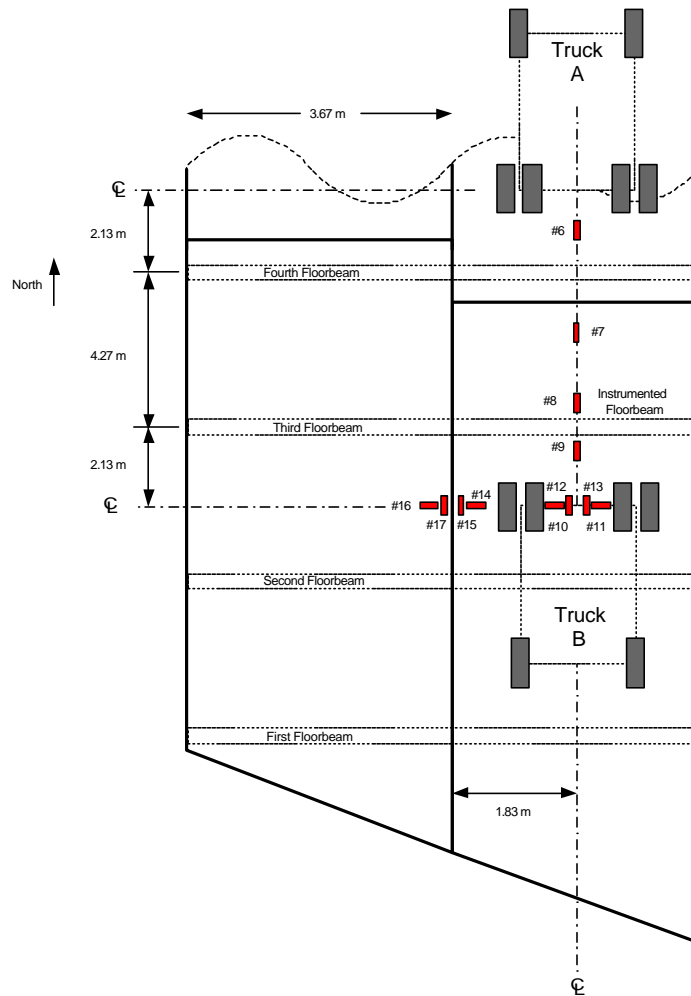 Truck
A
3.67 m
℄
2.13 m
#6
North
Fourth Floorbeam
#7
4.27 m
#8
Instrumented
Floorbeam
Third Floorbeam
#9
2.13 m
#12
#13
#14
#16
℄
#17
#15
#10
#11
Second Floorbeam
Truck
B
First Floorbeam
1.83 m
℄